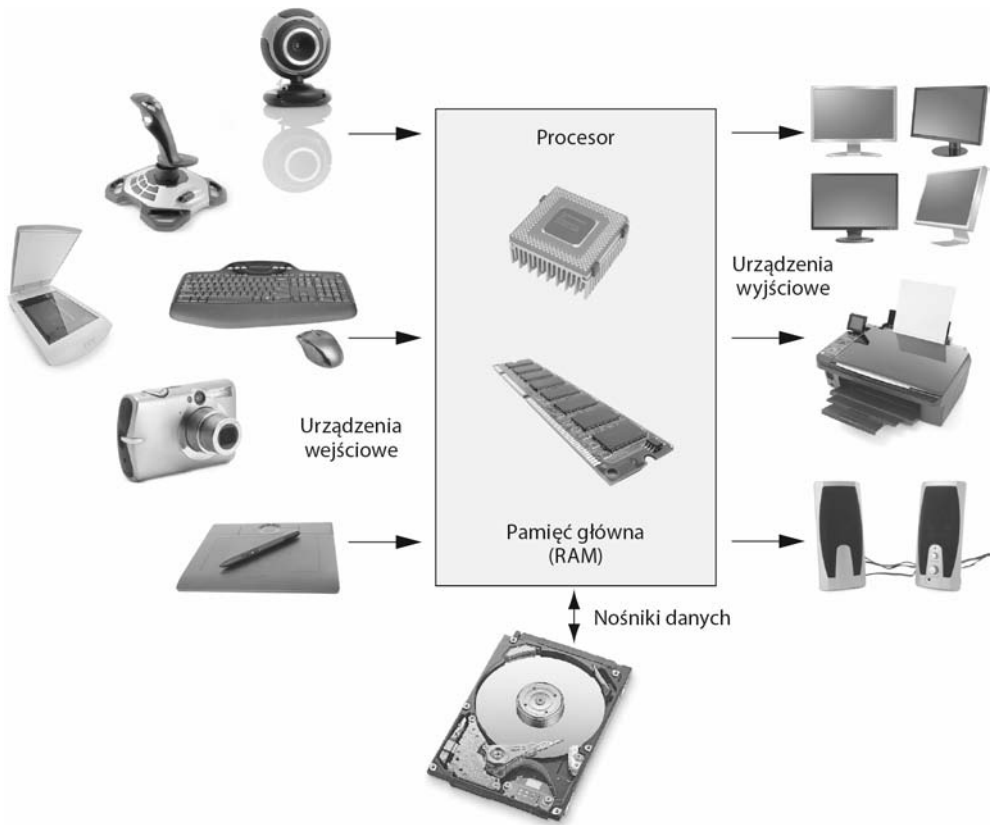 Procesor
Urządzenia
wyjściowe
Urządzenia
wejściowe
Pamięć główna
(RAM)
Nośniki danych